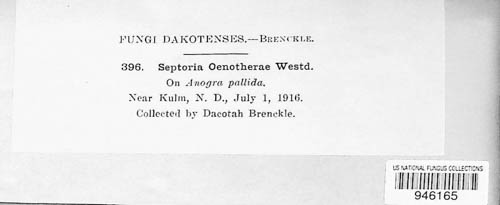 FUNGI DAKOTENSES.—BRENCKLE.
396. Septoria Oenotherae Westd.
On Anogra pallida.
Near Kulm, N. D., July 1, 1916.
Collected by Dacotah Brenckle.
US NATIONAL FUNGUS COLLECTIONS
946165